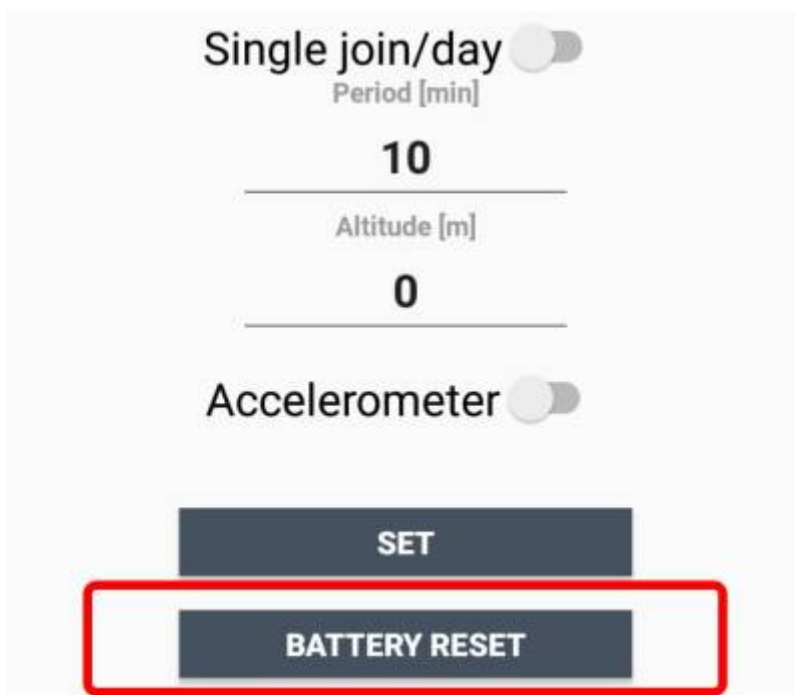 Single join/day
Period [min]
10
Altitude [m]
0
Accelerometer
SET
BATTERY RESET